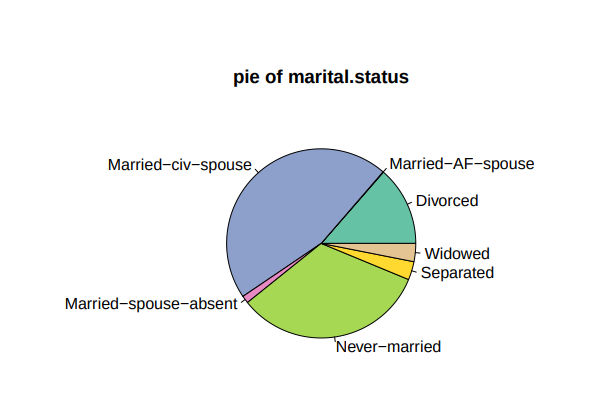 pie of marital.status
Married−civ−spouse
Married−AF−spouse
Divorced
Widowed
Separated
Married−spouse−absent
Never−married